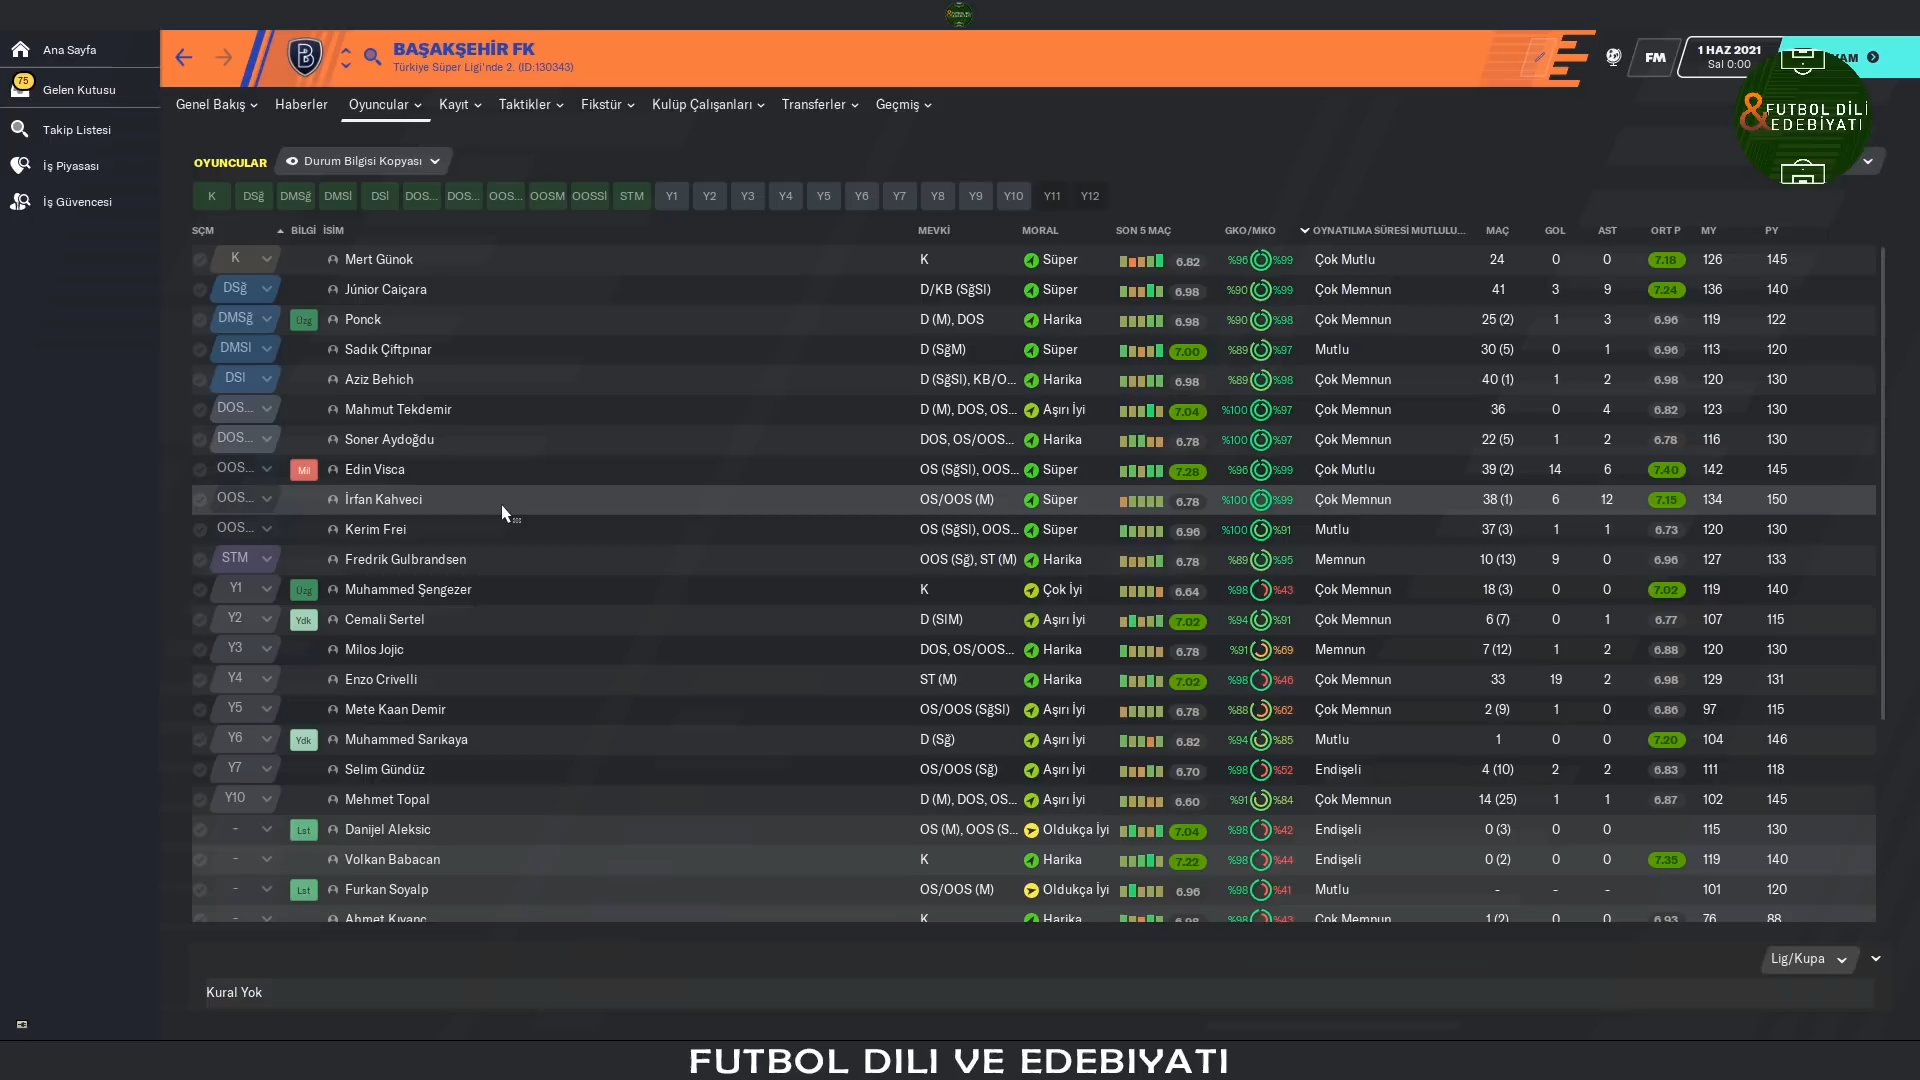 Ana Sayfa
75
Gelen Kutusu
Takip Listesi
İş Piyasası
İş Güvencesi
BAŞAKŞEHİR FK
Türkiye Süper Ligi'nde 2. (ID:130343)
FM
1 HAZ 2021
Sal 0:00
&FUTBOL DİLİ
EDEBİYATI
Genel Bakış
Haberler
Oyuncular
Kayıt
Taktikler
Fikstür
Kulüp Çalışanları
Transferler
Geçmiş
OYUNCULAR
Durum Bilgisi Kopyası
K DSğ DMSğ DMSİ DSİ DOS... DOS... OOS... OOSM OOSSİ STM Y1 Y2 Y3 Y4 Y5 Y6 Y7 Y8 Y9 Y10 Y11 Y12
SÇM BİLGİ İSİM MEVKİ MORAL SON 5 MAÇ GKO/MKO OYNATILMA SÜRESİ MUTLULU... MAÇ GOL AST ORT P MY PY
K Mert Günok K Süper 6.82 %96 %99 Çok Mutlu 24 0 0 7.18 126 145
DSğ Júnior Caiçara D/KB (SğSl) Süper 6.98 %90 %99 Çok Memnun 41 3 9 7.24 136 140
DMSğ Üzg Ponck D (M), DOS Harika 6.98 %90 %98 Çok Memnun 25 (2) 1 3 6.96 119 122
DMSl Sadık Çiftpınar D (SğM) Süper 7.00 %89 %97 Mutlu 30 (5) 0 1 6.96 113 120
DSl Aziz Behich D (SğSl), KB/O... Harika 6.98 %89 %98 Çok Memnun 40 (1) 1 2 6.98 120 130
DOS... Mahmut Tekdemir D (M), DOS, OS... Aşırı İyi 7.04 %100 %97 Çok Memnun 36 0 4 6.82 123 130
DOS... Soner Aydoğdu DOS, OS/OOS... Harika 6.78 %100 %97 Çok Memnun 22 (5) 1 2 6.78 116 130
OOS... Mil Edin Visca OS (SğSl), OOS... Süper 7.28 %96 %99 Çok Mutlu 39 (2) 14 6 7.40 142 145
OOS... İrfan Kahveci OS/OOS (M) Süper 6.78 %100 %99 Çok Memnun 38 (1) 6 12 7.15 134 150
OOS... Kerim Frei OS (SğSl), OOS... Süper 6.96 %100 %91 Mutlu 37 (3) 1 1 6.73 120 130
STM Fredrik Gulbrandsen OOS (Sğ), ST (M) Harika 6.78 %89 %95 Memnun 10 (13) 9 0 6.96 127 133
Y1 Üzg Muhammed Şengezer K Çok İyi 6.64 %98 %43 Çok Memnun 18 (3) 0 0 7.02 119 140
Y2 Ydk Cemali Sertel D (SlM) Aşırı İyi 7.02 %94 %91 Çok Memnun 6 (7) 0 1 6.77 107 115
Y3 Milos Jojic DOS, OS/OOS... Harika 6.78 %91 %69 Memnun 7 (12) 1 2 6.88 120 130
Y4 Enzo Crivelli ST (M) Harika 7.02 %98 %46 Çok Memnun 33 19 2 6.98 129 131
Y5 Mete Kaan Demir OS/OOS (SğSl) Aşırı İyi 6.78 %88 %62 Çok Memnun 2 (9) 1 0 6.86 97 115
Y6 Ydk Muhammed Sarıkaya D (Sğ) Aşırı İyi 6.82 %94 %85 Mutlu 1 0 0 7.20 104 146
Y7 Selim Gündüz OS/OOS (Sğ) Aşırı İyi 6.70 %98 %52 Endişeli 4 (10) 2 2 6.83 111 118
Y10 Mehmet Topal D (M), DOS, OS... Aşırı İyi 6.60 %91 %84 Çok Memnun 14 (25) 1 1 6.87 102 145
- Lst Danijel Aleksic OS (M), OOS (S... Oldukça İyi 7.04 %98 %42 Endişeli 0 (3) 0 0 115 130
- Volkan Babacan K Harika 7.22 %98 %44 Endişeli 0 (2) 0 0 7.35 119 140
- Lst Furkan Soyalp OS/OOS (M) Oldukça İyi 6.96 %98 %41 Mutlu - - - 101 120
- Ahmet Kıvanç K Harika 6.98 %98 %43 Çok Memnun 1 (2) 0 0 6.93 76 88
Lig/Kupa
Kural Yok
FUTBOL DILI VE EDEBIYATI